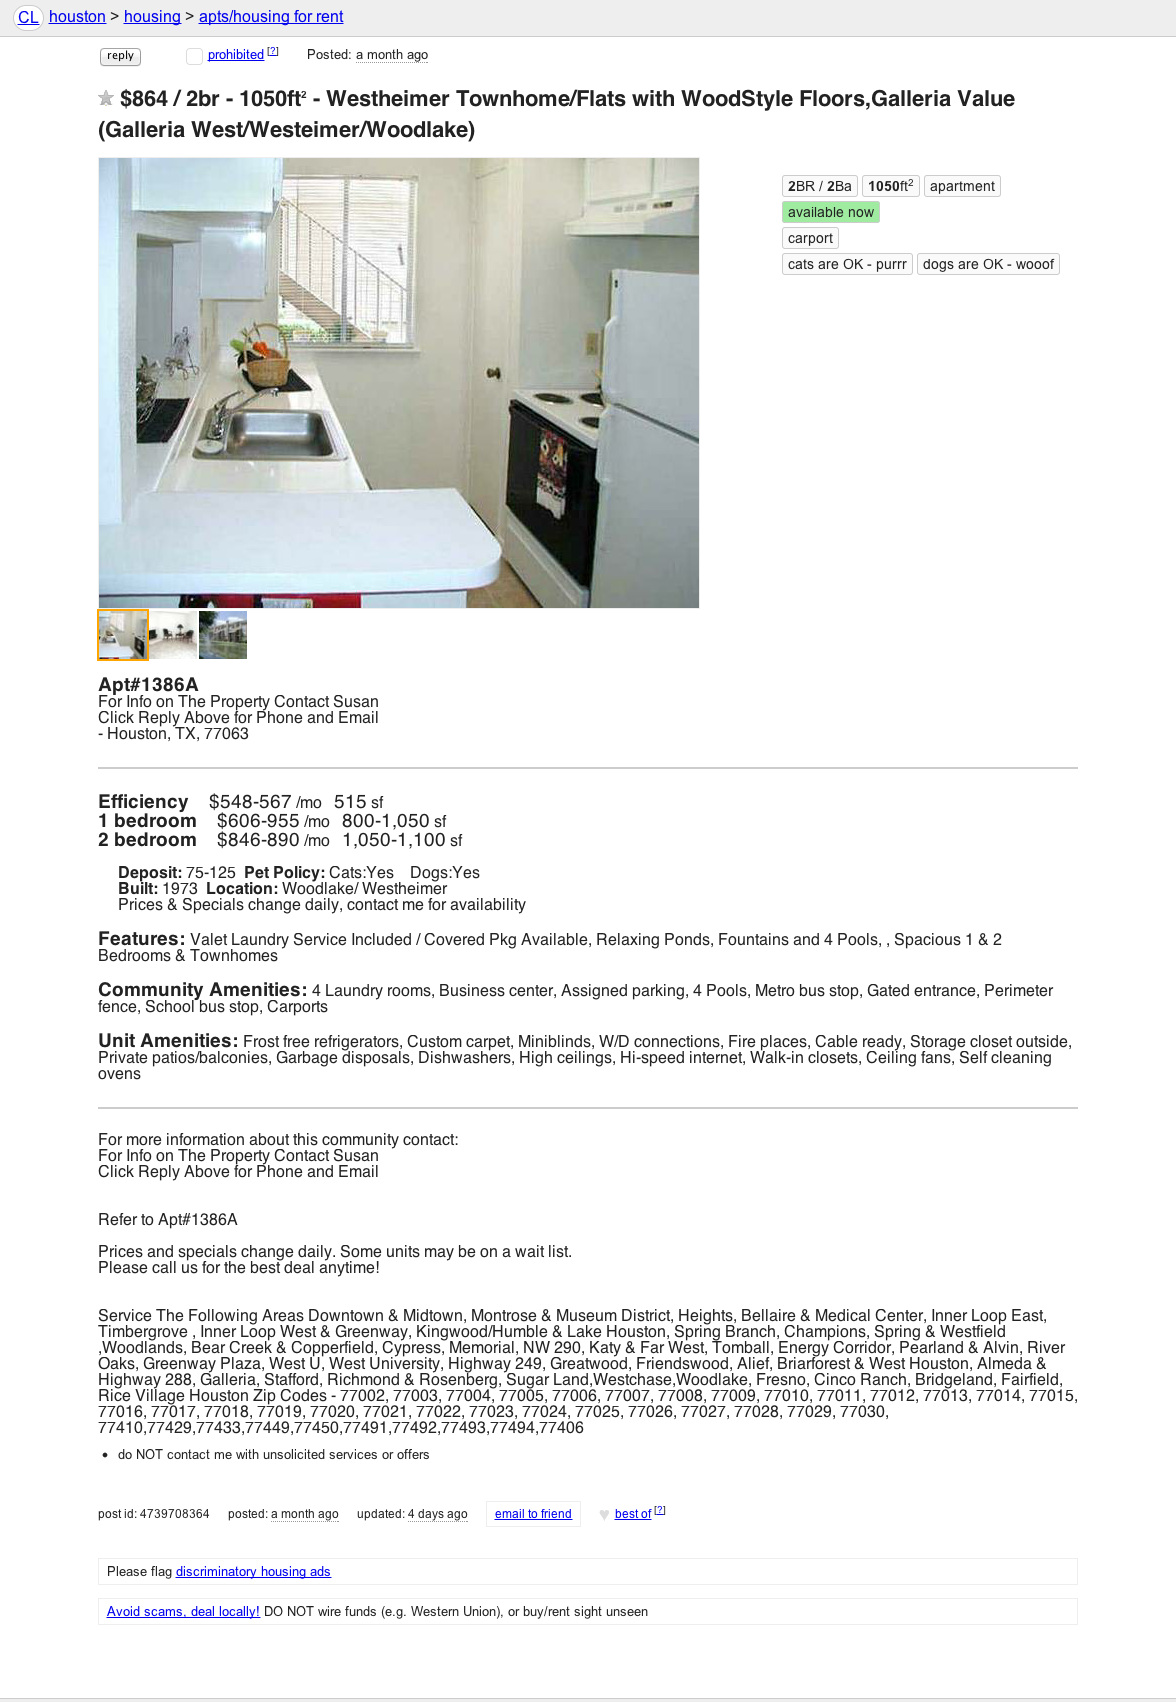 CL houston > housing > apts/housing for rent
reply prohibited [?] Posted: a month ago
$864 / 2br - 1050ft² - Westheimer Townhome/Flats with WoodStyle Floors,Galleria Value
(Galleria West/Westeimer/Woodlake)
2BR / 2Ba 1050ft2 apartment
available now
carport
cats are OK - purrr dogs are OK - wooof
Apt#1386A
For Info on The Property Contact Susan
Click Reply Above for Phone and Email
- Houston, TX, 77063
Efficiency $548-567 /mo 515 sf
1 bedroom $606-955 /mo 800-1,050 sf
2 bedroom $846-890 /mo 1,050-1,100 sf
Deposit: 75-125 Pet Policy: Cats:Yes Dogs:Yes
Built: 1973 Location: Woodlake/ Westheimer
Prices & Specials change daily, contact me for availability
Features: Valet Laundry Service Included / Covered Pkg Available, Relaxing Ponds, Fountains and 4 Pools, , Spacious 1 & 2
Bedrooms & Townhomes
Community Amenities: 4 Laundry rooms, Business center, Assigned parking, 4 Pools, Metro bus stop, Gated entrance, Perimeter
fence, School bus stop, Carports
Unit Amenities: Frost free refrigerators, Custom carpet, Miniblinds, W/D connections, Fire places, Cable ready, Storage closet outside,
Private patios/balconies, Garbage disposals, Dishwashers, High ceilings, Hi-speed internet, Walk-in closets, Ceiling fans, Self cleaning
ovens
For more information about this community contact:
For Info on The Property Contact Susan
Click Reply Above for Phone and Email
Refer to Apt#1386A
Prices and specials change daily. Some units may be on a wait list.
Please call us for the best deal anytime!
Service The Following Areas Downtown & Midtown, Montrose & Museum District, Heights, Bellaire & Medical Center, Inner Loop East,
Timbergrove , Inner Loop West & Greenway, Kingwood/Humble & Lake Houston, Spring Branch, Champions, Spring & Westfield
,Woodlands, Bear Creek & Copperfield, Cypress, Memorial, NW 290, Katy & Far West, Tomball, Energy Corridor, Pearland & Alvin, River
Oaks, Greenway Plaza, West U, West University, Highway 249, Greatwood, Friendswood, Alief, Briarforest & West Houston, Almeda &
Highway 288, Galleria, Stafford, Richmond & Rosenberg, Sugar Land,Westchase,Woodlake, Fresno, Cinco Ranch, Bridgeland, Fairfield,
Rice Village Houston Zip Codes - 77002, 77003, 77004, 77005, 77006, 77007, 77008, 77009, 77010, 77011, 77012, 77013, 77014, 77015,
77016, 77017, 77018, 77019, 77020, 77021, 77022, 77023, 77024, 77025, 77026, 77027, 77028, 77029, 77030,
77410,77429,77433,77449,77450,77491,77492,77493,77494,77406
• do NOT contact me with unsolicited services or offers
post id: 4739708364 posted: a month ago updated: 4 days ago email to friend ♥ best of [?]
Please flag discriminatory housing ads
Avoid scams, deal locally! DO NOT wire funds (e.g. Western Union), or buy/rent sight unseen